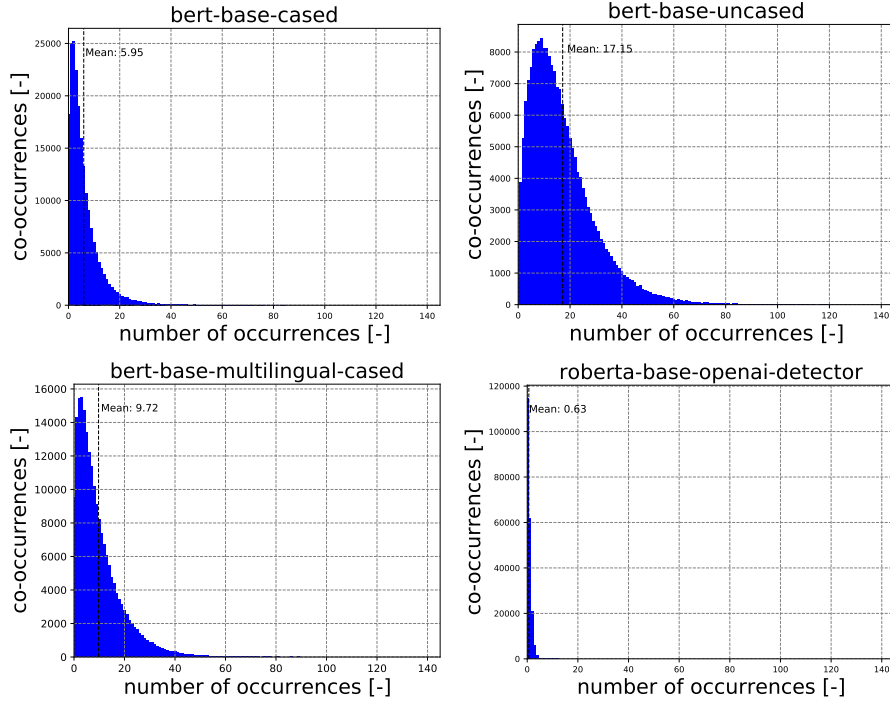 bert-base-cased
co-occurrences [-]
25000
20000
15000
10000
5000
0
Mean: 5.95
0 20 40 60 80 100 120 140
number of occurrences [-]
bert-base-uncased
co-occurrences [-]
8000
7000
6000
5000
4000
3000
2000
1000
0
Mean: 17.15
0 20 40 60 80 100 120 140
number of occurrences [-]
bert-base-multilingual-cased
co-occurrences [-]
16000
14000
12000
10000
8000
6000
4000
2000
0
Mean: 9.72
0 20 40 60 80 100 120 140
number of occurrences [-]
roberta-base-openai-detector
co-occurrences [-]
120000
100000
80000
60000
40000
20000
0
Mean: 0.63
0 20 40 60 80 100 120 140
number of occurrences [-]